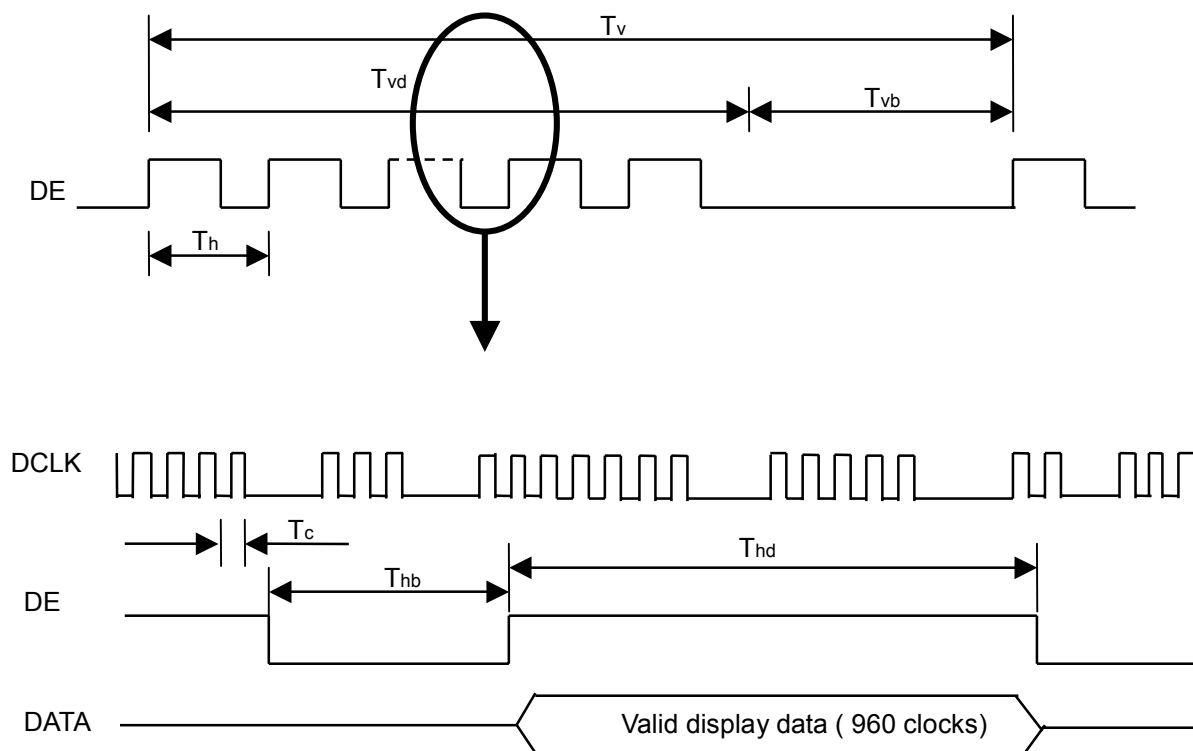 Tv
Tvd
Tvb
DE
Th
DCLK
Tc
Thd
Thb
DE
DATA
Valid display data ( 960 clocks)